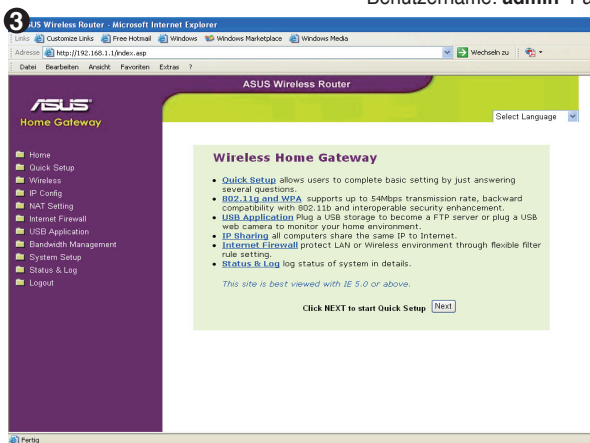 Benutzername: admin
3
ASUS Wireless Router - Microsoft Internet Explorer
Links Customize Links Free Hotmail Windows Windows Marketplace Windows Media
Adresse http://192.168.1.1/index.asp Wechseln zu
Datei Bearbeiten Ansicht Favoriten Extras ?
ASUS Wireless Router
ASUS
Home Gateway
Select Language
Home
Quick Setup
Wireless
IP Config
NAT Setting
Internet Firewall
USB Application
Bandwidth Management
System Setup
Status & Log
Logout
Wireless Home Gateway
• Quick Setup allows users to complete basic setting by just answering
several questions.
• 802.11g and WPA supports up to 54Mbps transmission rate, backward
compatibility with 802.11b and interoperable security enhancement.
• USB Application Plug a USB storage to become a FTP server or plug a USB
web camera to monitor your home environment.
• IP Sharing all computers share the same IP to Internet.
• Internet Firewall protect LAN or Wireless environment through flexible filter
rule setting.
• Status & Log log status of system in details.
This site is best viewed with IE 5.0 or above.
Click NEXT to start Quick Setup Next
Fertig